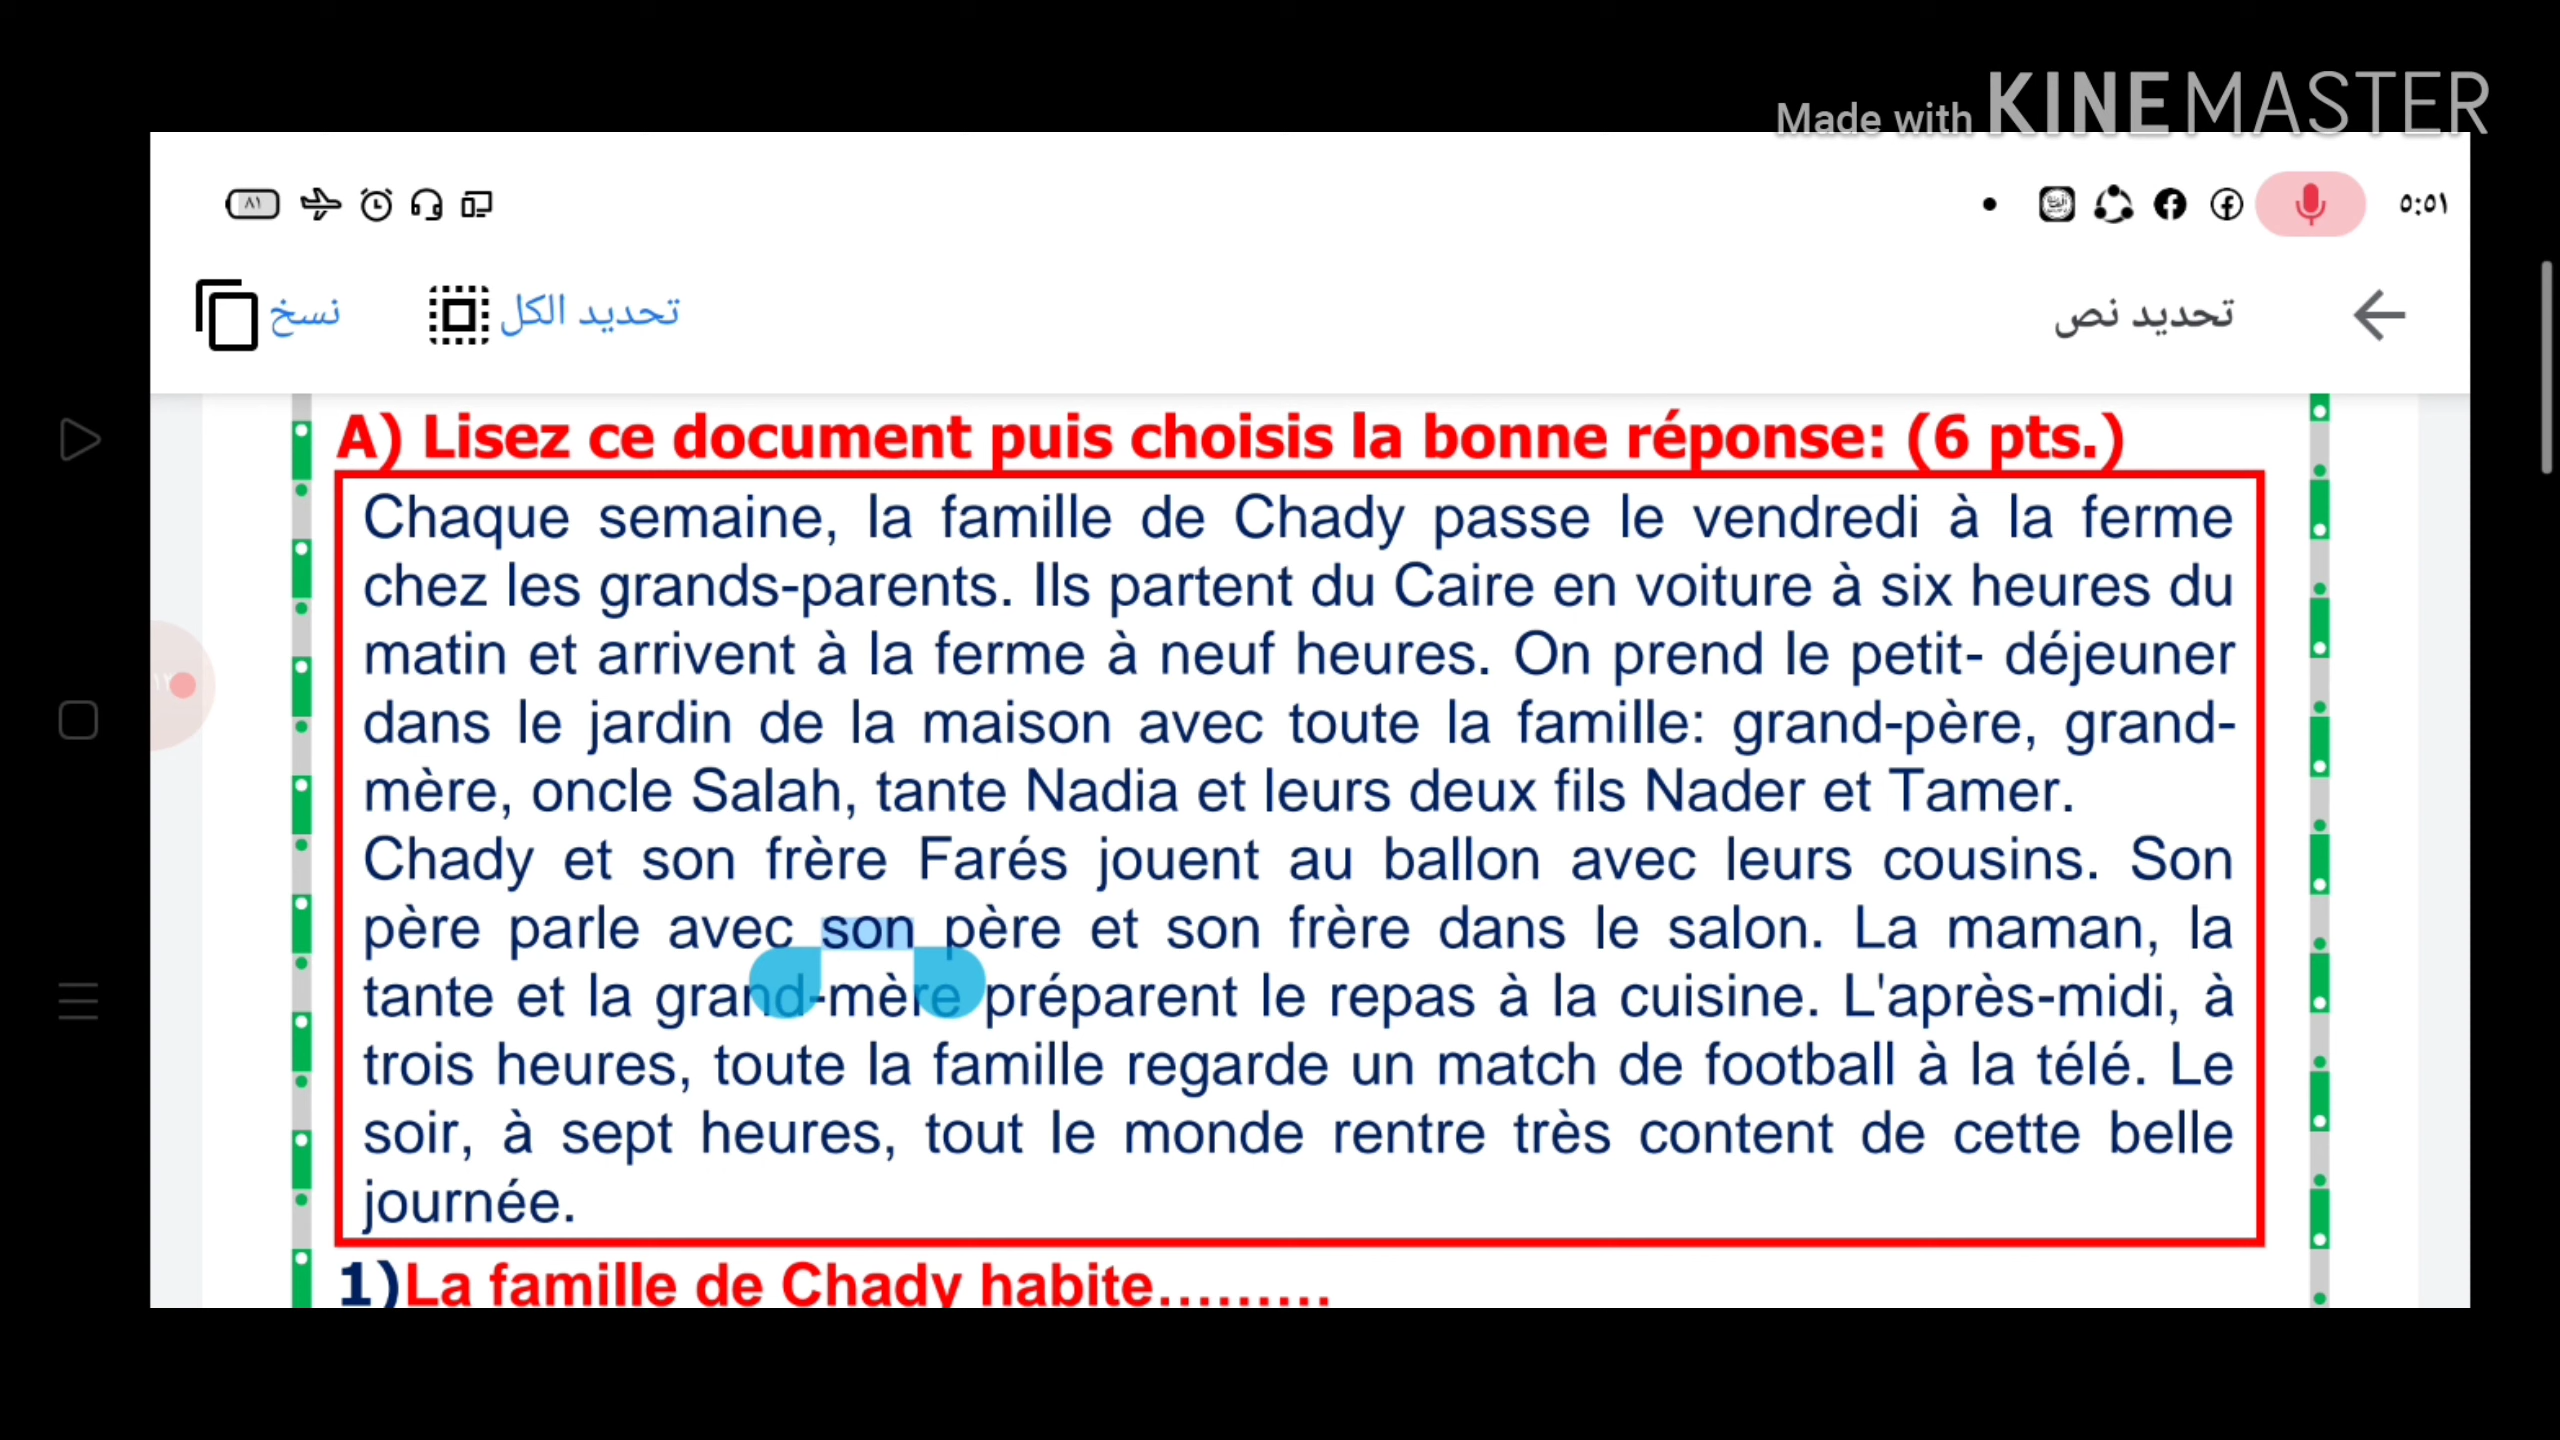 Made with KINEMASTER
٨١
٥:٥١
نسخ
تحديد الكل
تحديد نص
A) Lisez ce document puis choisis la bonne réponse: (6 pts.)
Chaque semaine, la famille de Chady passe le vendredi à la ferme
chez les grands-parents. Ils partent du Caire en voiture à six heures du
matin et arrivent à la ferme à neuf heures. On prend le petit- déjeuner
dans le jardin de la maison avec toute la famille: grand-père, grand-
mère, oncle Salah, tante Nadia et leurs deux fils Nader et Tamer.
Chady et son frère Farés jouent au ballon avec leurs cousins. Son
père parle avec son père et son frère dans le salon. La maman, la
tante et la grand-mère préparent le repas à la cuisine. L'après-midi, à
trois heures, toute la famille regarde un match de football à la télé. Le
soir, à sept heures, tout le monde rentre très content de cette belle
journée.
1)La famille de Chady habite.........